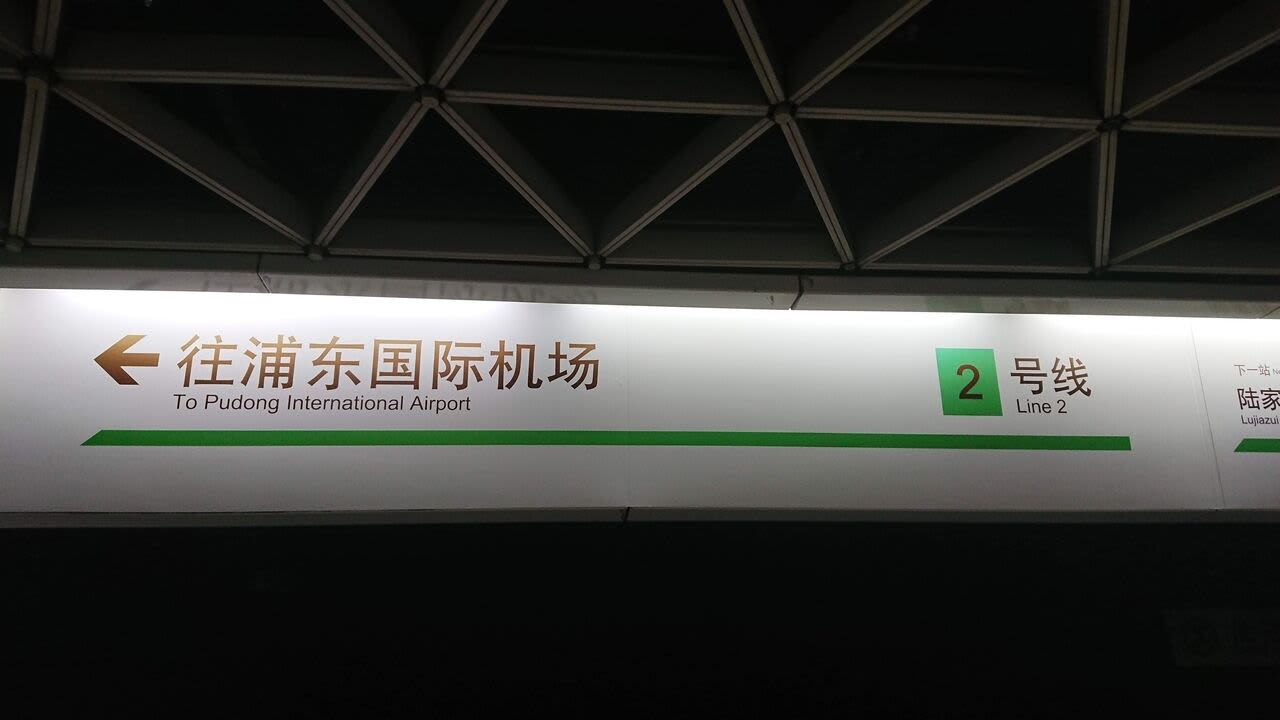 往浦东国际机场
To Pudong International Airport
2 号线
Line 2
下一站
陆家
Lujiazui